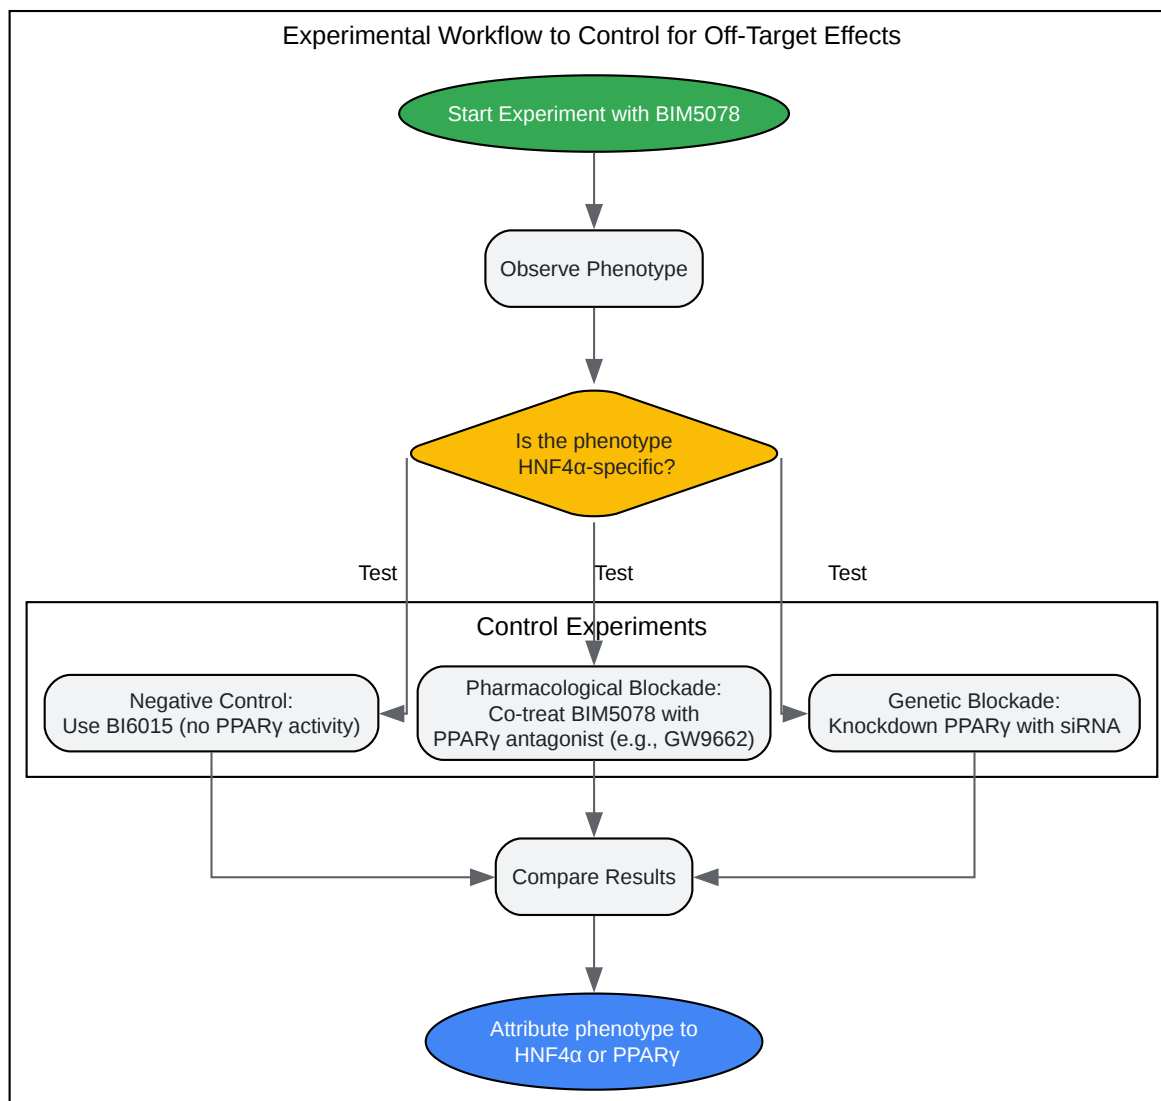 Experimental Workflow to Control for Off-Target Effects
Start Experiment with BIM5078
Observe Phenotype
Is the phenotype
HNF4α-specific?
Test
Test
Test
Control Experiments
Negative Control:
Use BI6015 (no PPARγ activity)
Pharmacological Blockade:
Co-treat BIM5078 with
PPARγ antagonist (e.g., GW9662)
Genetic Blockade:
Knockdown PPARγ with siRNA
Compare Results
Attribute phenotype to
HNF4α or PPARγ